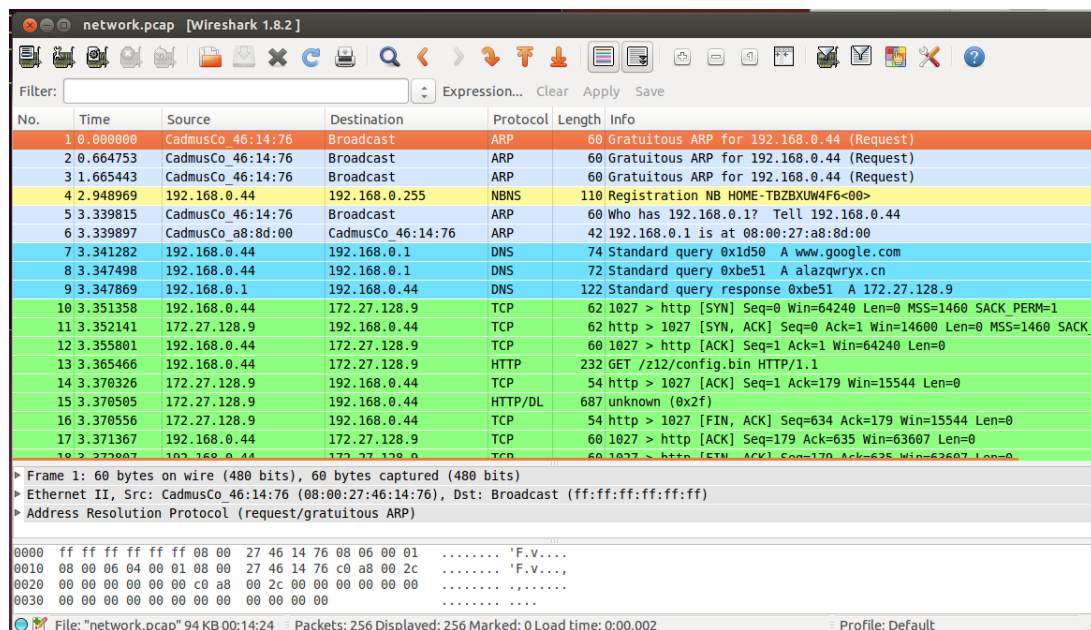 network.pcap [Wireshark 1.8.2 ]
Filter: Expression... Clear Apply Save
No. Time Source Destination Protocol Length Info
1 0.000000 CadmusCo_46:14:76 Broadcast ARP 60 Gratuitous ARP for 192.168.0.44 (Request)
2 0.664753 CadmusCo_46:14:76 Broadcast ARP 60 Gratuitous ARP for 192.168.0.44 (Request)
3 1.665443 CadmusCo_46:14:76 Broadcast ARP 60 Gratuitous ARP for 192.168.0.44 (Request)
4 2.948969 192.168.0.44 192.168.0.255 NBNS 110 Registration NB HOME-TBZBXUW4F6<00>
5 3.339815 CadmusCo_46:14:76 Broadcast ARP 60 Who has 192.168.0.1? Tell 192.168.0.44
6 3.339897 CadmusCo_a8:8d:00 CadmusCo_46:14:76 ARP 42 192.168.0.1 is at 08:00:27:a8:8d:00
7 3.341282 192.168.0.44 192.168.0.1 DNS 74 Standard query 0x1d50 A www.google.com
8 3.347498 192.168.0.44 192.168.0.1 DNS 72 Standard query 0xbe51 A alazqwryx.cn
9 3.347869 192.168.0.1 192.168.0.44 DNS 122 Standard query response 0xbe51 A 172.27.128.9
10 3.351358 192.168.0.44 172.27.128.9 TCP 62 1027 > http [SYN] Seq=0 Win=64240 Len=0 MSS=1460 SACK_PERM=1
11 3.352141 172.27.128.9 192.168.0.44 TCP 62 http > 1027 [SYN, ACK] Seq=0 Ack=1 Win=14600 Len=0 MSS=1460 SACK_
12 3.355801 192.168.0.44 172.27.128.9 TCP 60 1027 > http [ACK] Seq=1 Ack=1 Win=64240 Len=0
13 3.365466 192.168.0.44 172.27.128.9 HTTP 232 GET /z12/config.bin HTTP/1.1
14 3.370326 172.27.128.9 192.168.0.44 TCP 54 http > 1027 [ACK] Seq=1 Ack=179 Win=15544 Len=0
15 3.370505 172.27.128.9 192.168.0.44 HTTP/DL 687 unknown (0x2f)
16 3.370556 172.27.128.9 192.168.0.44 TCP 54 http > 1027 [FIN, ACK] Seq=634 Ack=179 Win=15544 Len=0
17 3.371367 192.168.0.44 172.27.128.9 TCP 60 1027 > http [ACK] Seq=179 Ack=635 Win=63607 Len=0
18 3.372807 192.168.0.44 172.27.128.9 TCP 60 1027 > http [FIN, ACK] Seq=179 Ack=635 Win=63607 Len=0
Frame 1: 60 bytes on wire (480 bits), 60 bytes captured (480 bits)
Ethernet II, Src: CadmusCo_46:14:76 (08:00:27:46:14:76), Dst: Broadcast (ff:ff:ff:ff:ff:ff)
Address Resolution Protocol (request/gratuitous ARP)
0000 ff ff ff ff ff ff 08 00 27 46 14 76 08 06 00 01 ........ 'F.v....
0010 08 00 06 04 00 01 08 00 27 46 14 76 c0 a8 00 2c ........ 'F.v...,
0020 00 00 00 00 00 00 c0 a8 00 2c 00 00 00 00 00 00 ........ .,......
0030 00 00 00 00 00 00 00 00 00 00 00 00 ........ ....
File: "network.pcap" 94 KB 00:14:24 Packets: 256 Displayed: 256 Marked: 0 Load time: 0:00.002 Profile: Default